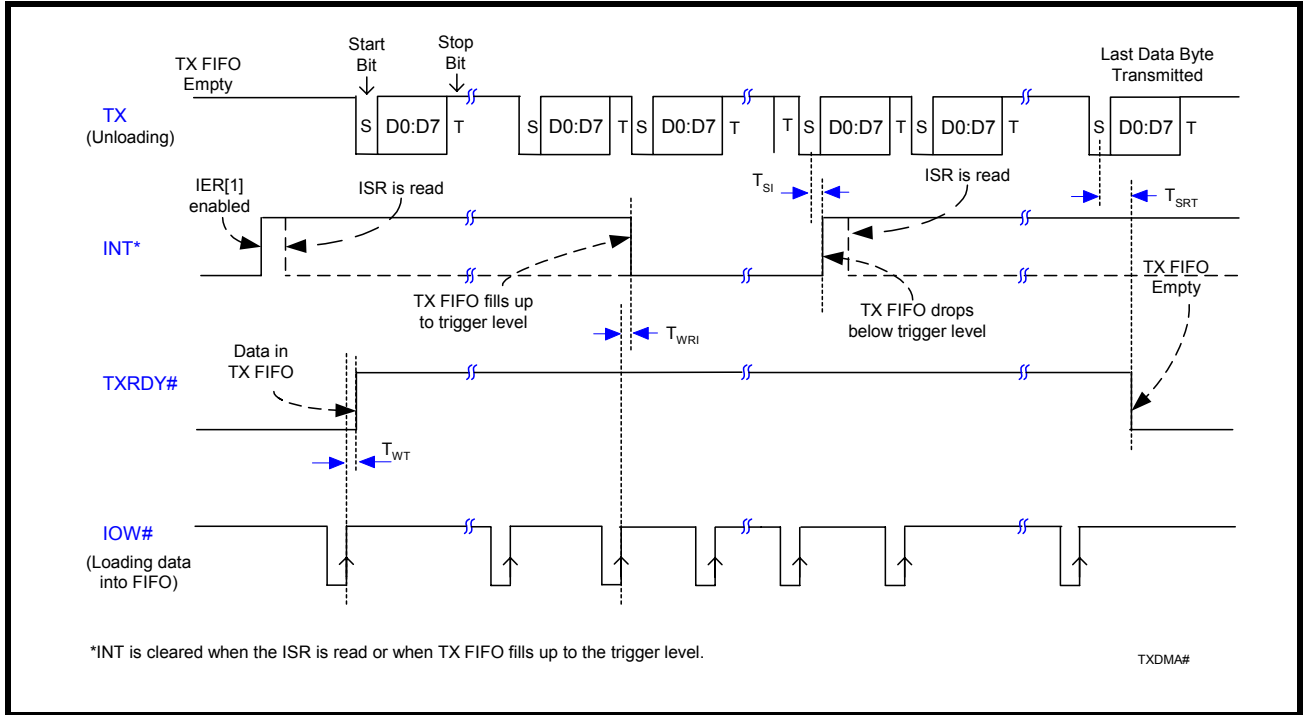 Start
Bit
Stop
Bit
TX FIFO
Empty
Last Data Byte
Transmitted
TX
(Unloading)
S D0:D7 T S D0:D7 T S D0:D7 T T S D0:D7 T S D0:D7 T S D0:D7 T
IER[1]
enabled
ISR is read
TSI
ISR is read
TSRT
INT*
TX FIFO fills up
to trigger level
TX FIFO drops
below trigger level
TX FIFO
Empty
TWRI
Data in
TX FIFO
TXRDY#
TWT
IOW#
(Loading data
into FIFO)
*INT is cleared when the ISR is read or when TX FIFO fills up to the trigger level.
TXDMA#